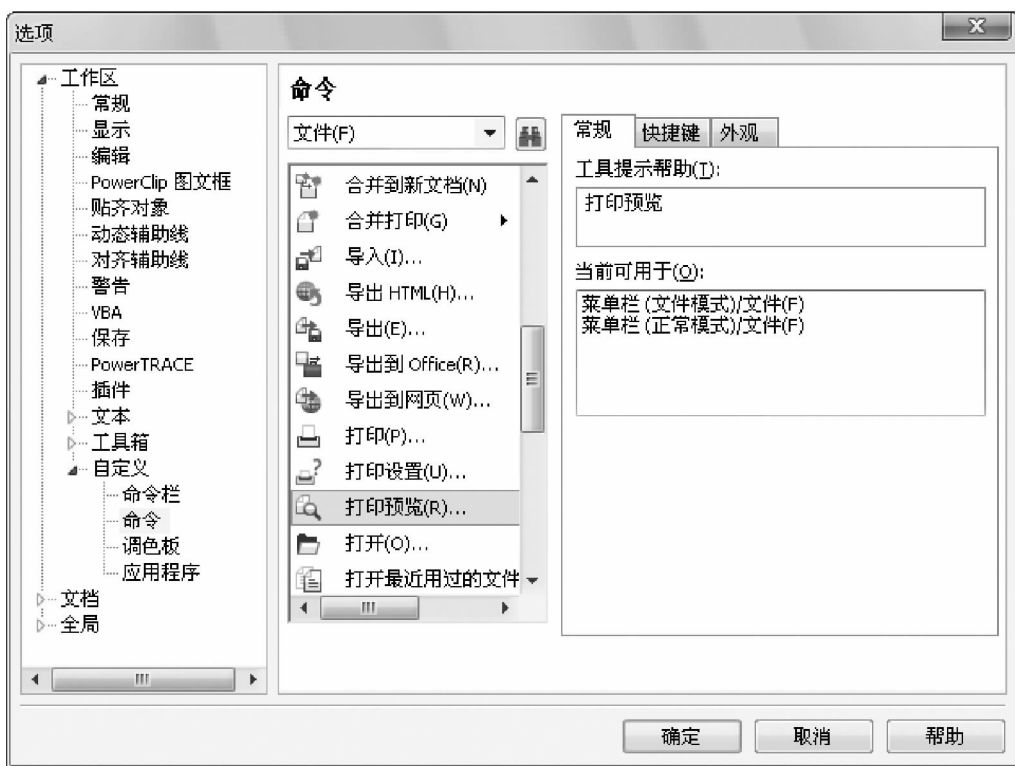 选项
工作区
常规
显示
编辑
PowerClip 图文框
贴齐对象
动态辅助线
对齐辅助线
警告
VBA
保存
PowerTRACE
插件
文本
工具箱
自定义
命令栏
命令
调色板
应用程序
文档
全局
命令
文件(F)
合并到新文档(N)
合并打印(G)
导入(I)...
导出 HTML(H)...
导出(E)...
导出到 Office(R)...
导出到网页(W)...
打印(P)...
打印设置(U)...
打印预览(R)...
打开(O)...
打开最近用过的文件
常规 快捷键 外观
工具提示帮助(T):
打印预览
当前可用于(O):
菜单栏 (文件模式)/文件(F)
菜单栏 (正常模式)/文件(F)
确定 取消 帮助